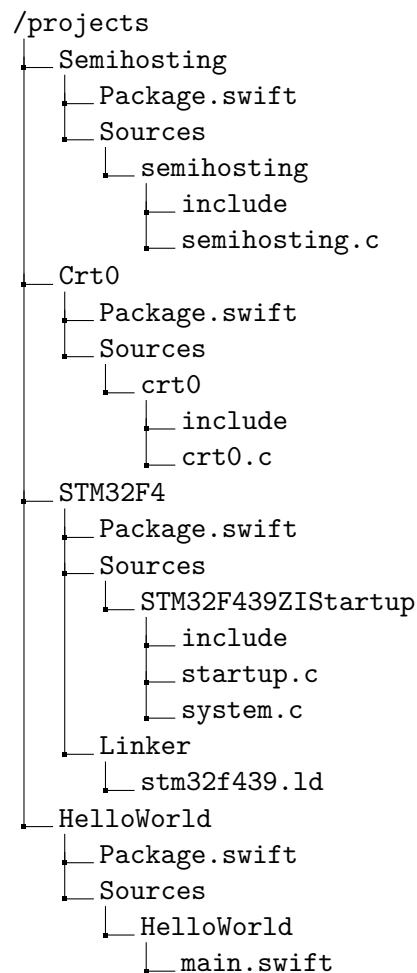 /projects
Semihosting
Package.swift
Sources
semihosting
include
semihosting.c
Crt0
Package.swift
Sources
crt0
include
crt0.c
STM32F4
Package.swift
Sources
STM32F439ZIStartup
include
startup.c
system.c
Linker
stm32f439.ld
HelloWorld
Package.swift
Sources
HelloWorld
main.swift